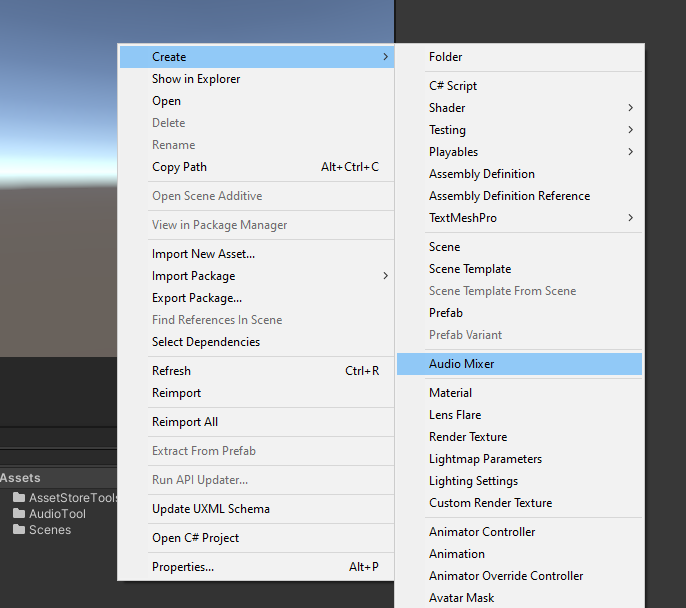 Create
Show in Explorer
Open
Delete
Rename
Copy Path Alt+Ctrl+C
Open Scene Additive
View in Package Manager
Import New Asset...
Import Package
Export Package...
Find References In Scene
Select Dependencies
Refresh Ctrl+R
Reimport
Reimport All
Extract From Prefab
Run API Updater...
Update UXML Schema
Open C# Project
Properties... Alt+P
Folder
C# Script
Shader
Testing
Playables
Assembly Definition
Assembly Definition Reference
TextMeshPro
Scene
Scene Template
Scene Template From Scene
Prefab
Prefab Variant
Audio Mixer
Material
Lens Flare
Render Texture
Lightmap Parameters
Lighting Settings
Custom Render Texture
Animator Controller
Animation
Animator Override Controller
Avatar Mask
Assets
AssetStoreTools
AudioTool
Scenes